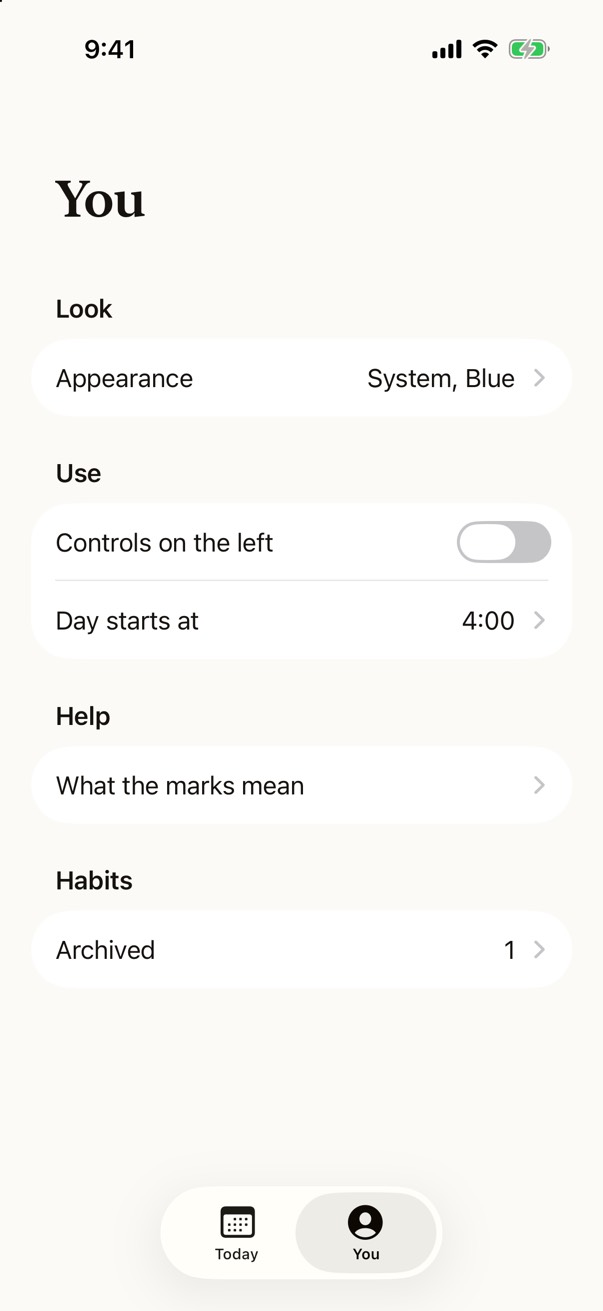 9:41
You
Look
Appearance System, Blue
Use
Controls on the left
Day starts at 4:00
Help
What the marks mean
Habits
Archived 1
Today You